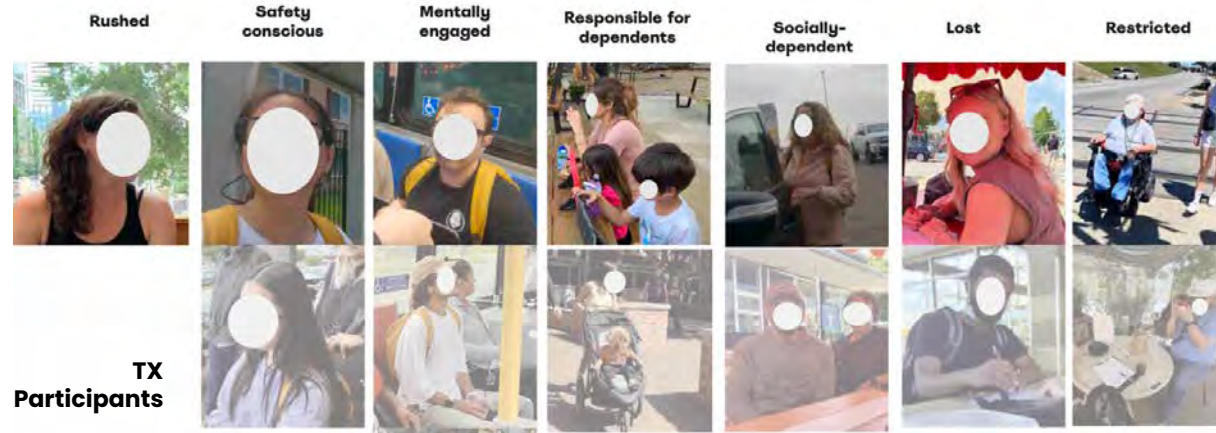 Rushed
Safety
conscious
Mentally
engaged
Responsible for
dependents
Socially-
dependent
Lost
Restricted
TX
Participants